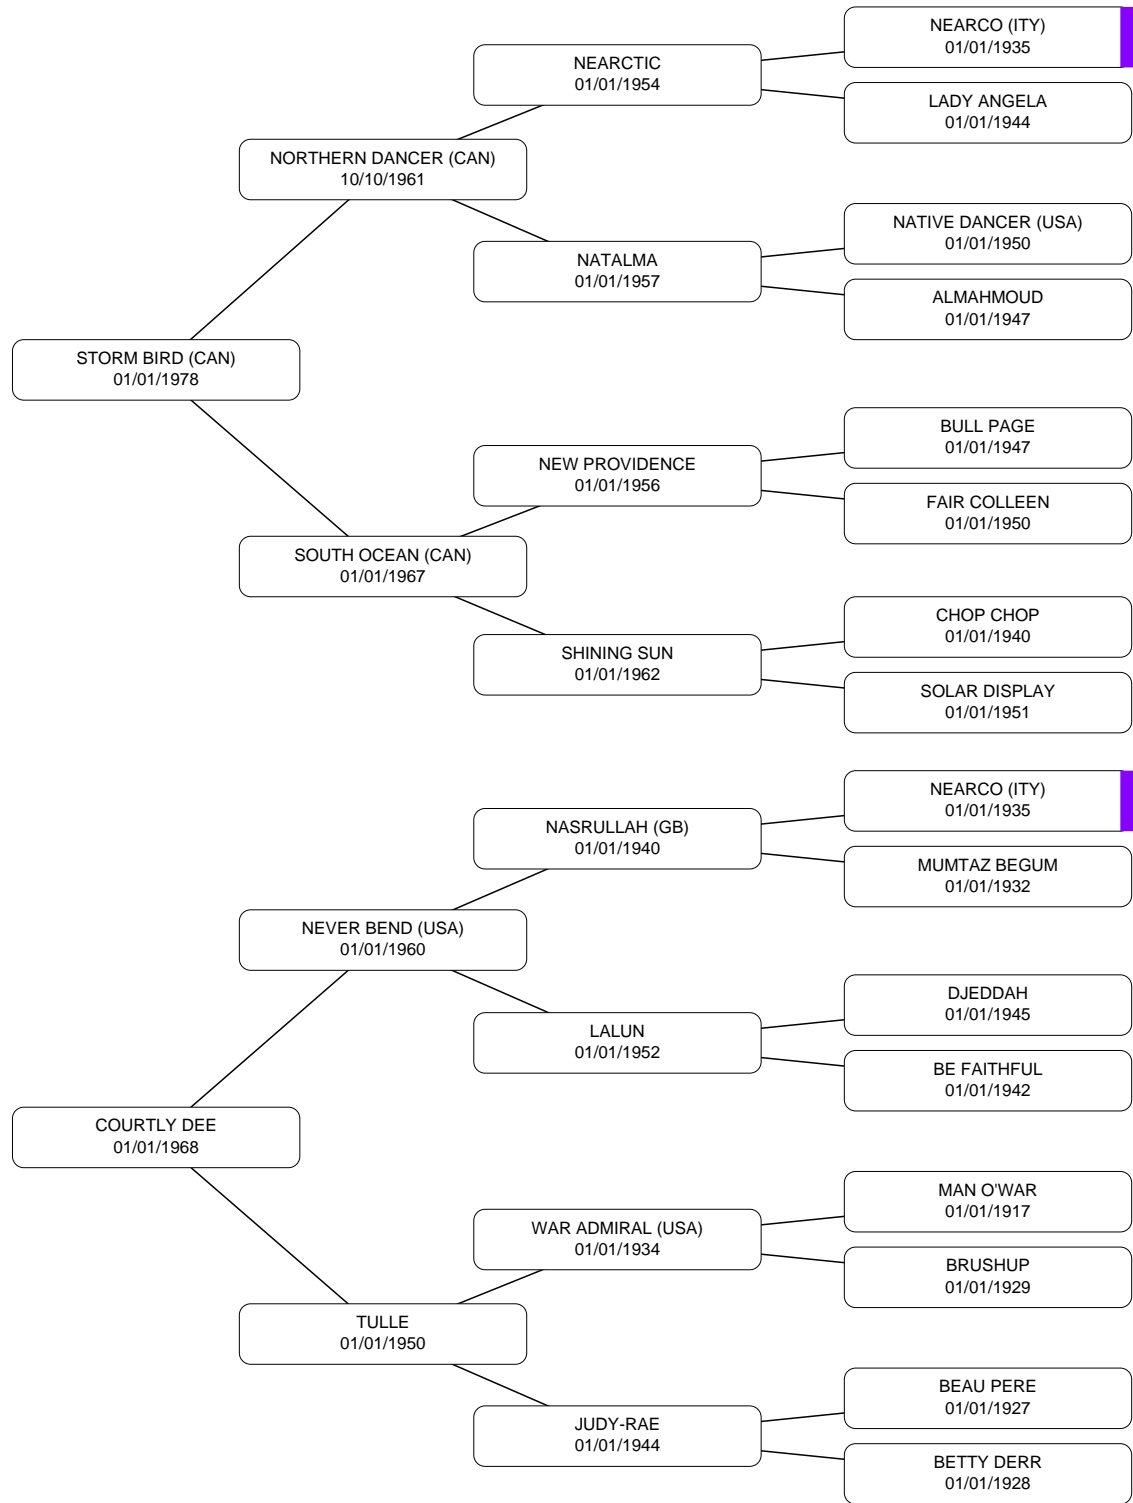 NEARCO (ITY)
01/01/1935
NEARCTIC
01/01/1954
LADY ANGELA
01/01/1944
NORTHERN DANCER (CAN)
10/10/1961
NATIVE DANCER (USA)
01/01/1950
NATALMA
01/01/1957
ALMAHMOUD
01/01/1947
STORM BIRD (CAN)
01/01/1978
BULL PAGE
01/01/1947
NEW PROVIDENCE
01/01/1956
FAIR COLLEEN
01/01/1950
SOUTH OCEAN (CAN)
01/01/1967
CHOP CHOP
01/01/1940
SHINING SUN
01/01/1962
SOLAR DISPLAY
01/01/1951
NEARCO (ITY)
01/01/1935
NASRULLAH (GB)
01/01/1940
MUMTAZ BEGUM
01/01/1932
NEVER BEND (USA)
01/01/1960
DJEDDAH
01/01/1945
LALUN
01/01/1952
BE FAITHFUL
01/01/1942
COURTLY DEE
01/01/1968
MAN O'WAR
01/01/1917
WAR ADMIRAL (USA)
01/01/1934
BRUSHUP
01/01/1929
TULLE
01/01/1950
BEAU PERE
01/01/1927
JUDY-RAE
01/01/1944
BETTY DERR
01/01/1928